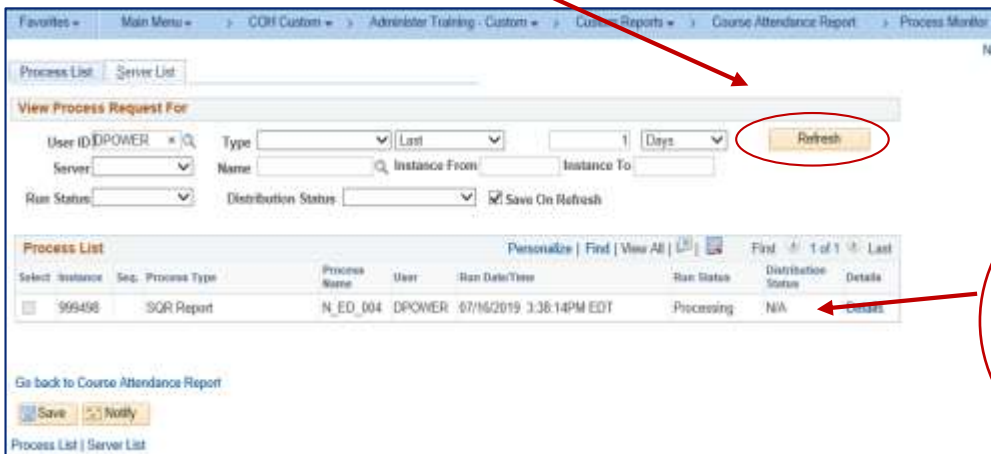 Favorites Main Menu > COH Custom > Administer Training - Custom > Custom Reports > Course Attendance Report > Process Monitor
N
Process List Server List
View Process Request For
User ID DPOWER Type Last 1 Days Refresh
Server Name Instance From Instance To
Run Status Distribution Status Save On Refresh
Process List Personalize | Find | View All | First 1 of 1 Last
Select Instance Seq. Process Type Process Name User Run Date/Time Run Status Distribution Status Details
999498 SQR Report N_ED_004 DPOWER 07/16/2019 3:38:14PM EDT Processing N/A Details
Go back to Course Attendance Report
Save Notify
Process List | Server List